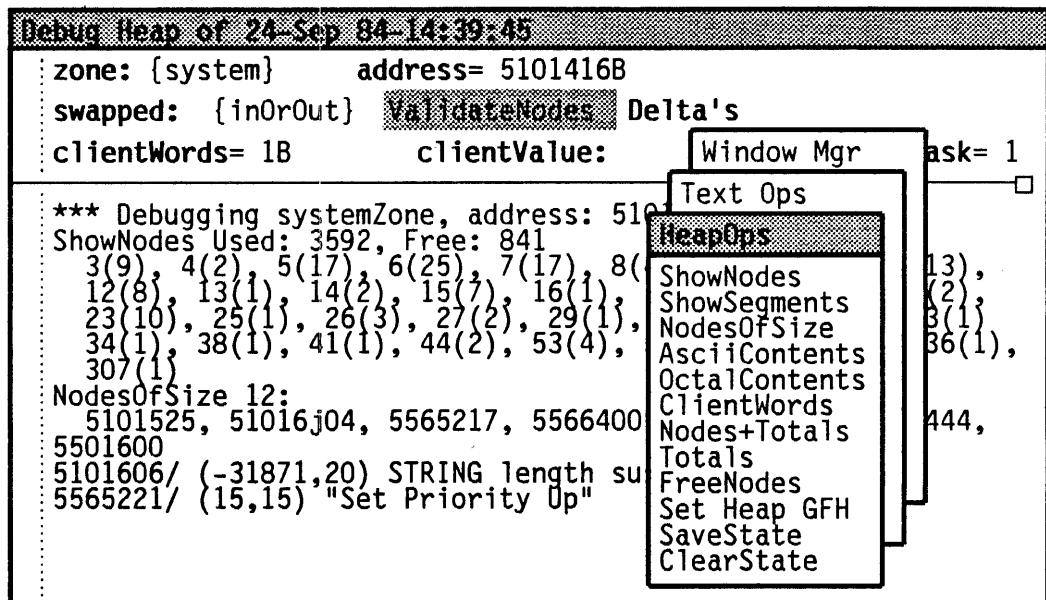 Debug Heap of 24-Sep 84-14:39:45
zone: {system} address= 5101416B
swapped: {inOrOut} ValidateNodes Delta's
clientWords= 1B clientValue: ask= 1
*** Debugging systemZone, address: 510
ShowNodes Used: 3592, Free: 841
3(9), 4(2), 5(17), 6(25), 7(17), 8( 13),
12(8), 13(1), 14(2), 15(7), 16(1), (2),
23(10), 25(1), 26(3), 27(2), 29(1), 3(1)
34(1), 38(1), 41(1), 44(2), 53(4), 36(1),
307(1)
NodesOfSize 12:
5101525, 51016j04, 5565217, 5566400 444,
5501600
5101606/ (-31871,20) STRING length su
5565221/ (15,15) "Set Priority Up"
Window Mgr
Text Ops
HeapOps
ShowNodes
ShowSegments
NodesOfSize
AsciiContents
OctalContents
ClientWords
Nodes+Totals
Totals
FreeNodes
Set Heap GFH
SaveState
ClearState